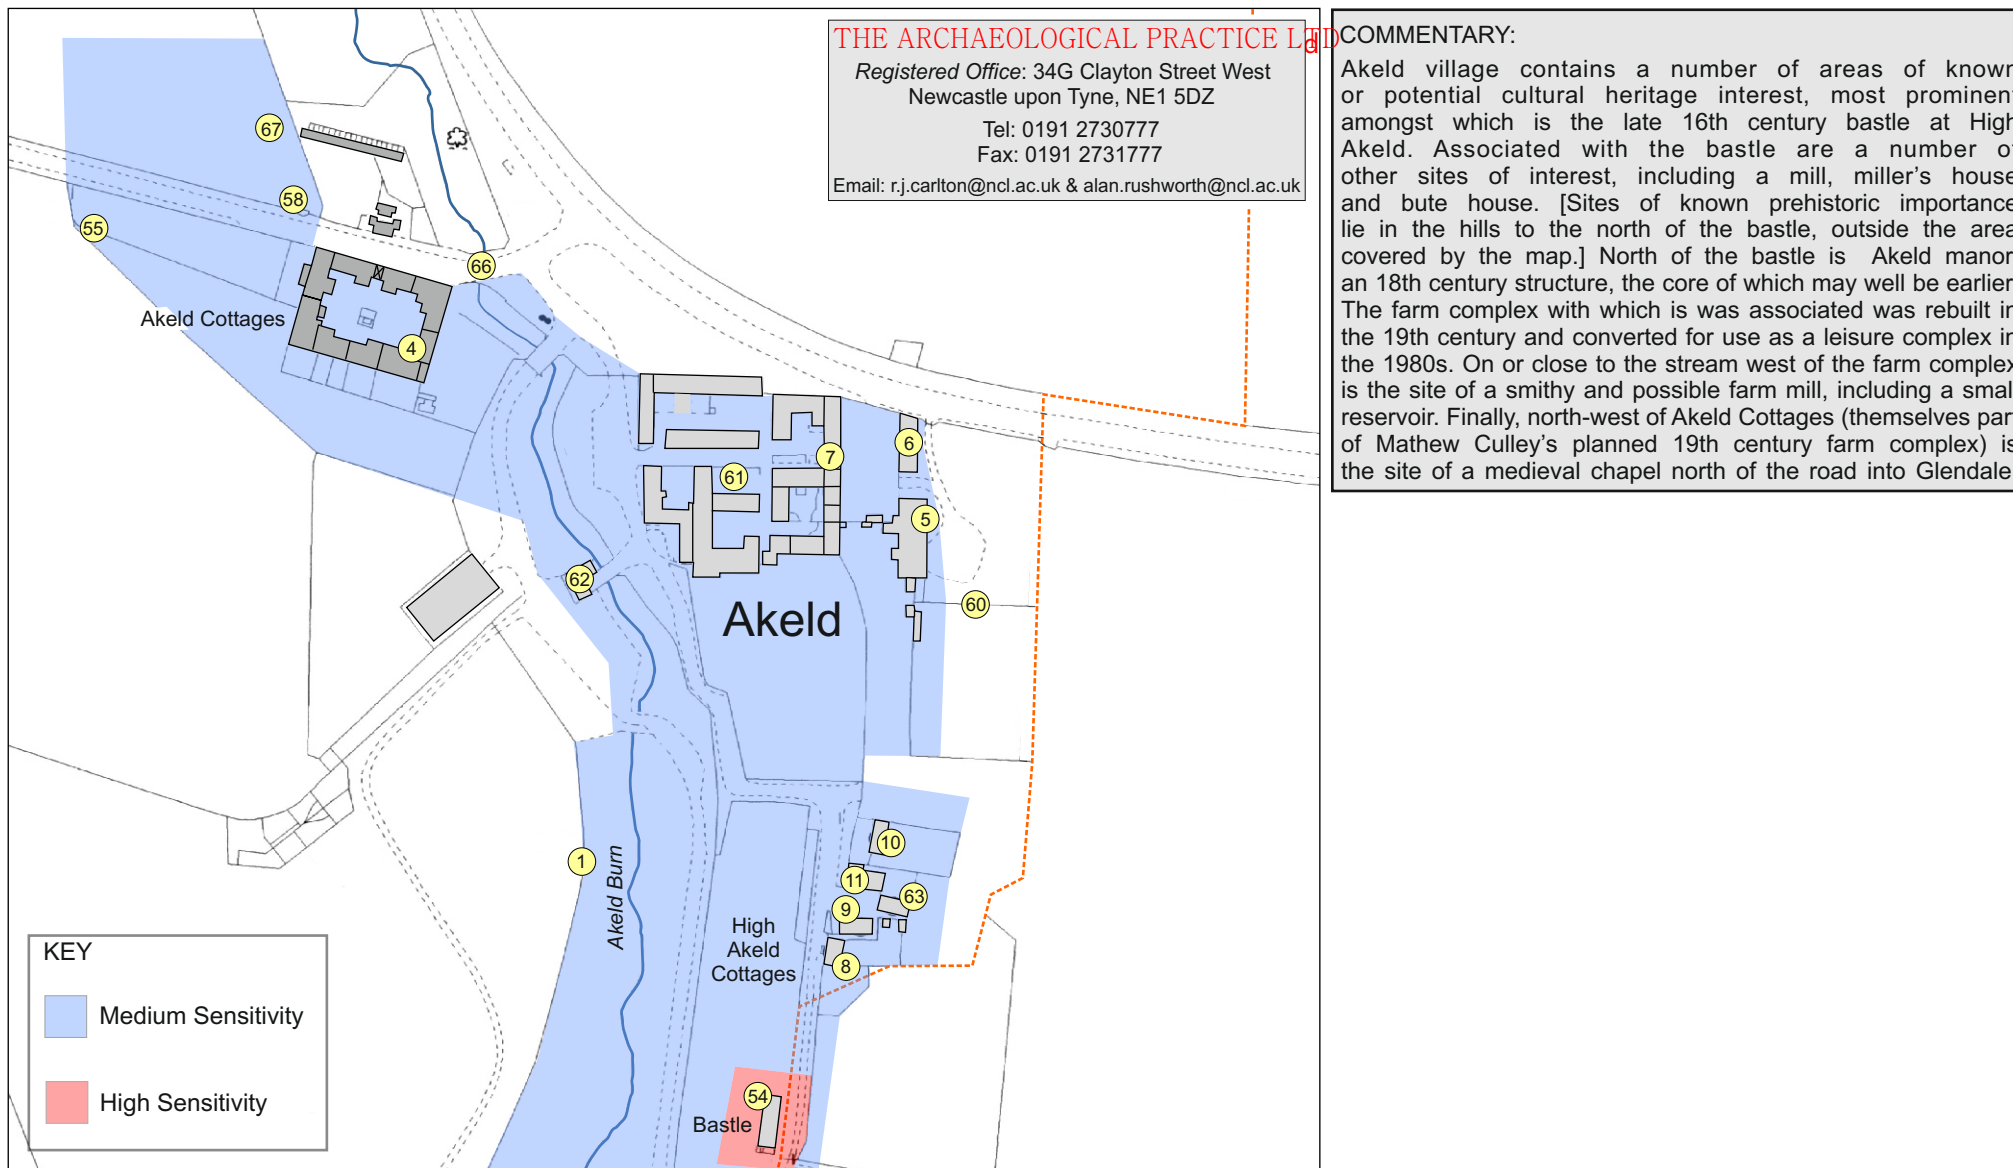 THE ARCHAEOLOGICAL PRACTICE LTD
Registered Office: 34G Clayton Street West
Newcastle upon Tyne, NE1 5DZ
Tel: 0191 2730777
Fax: 0191 2731777
Email: r.j.carlton@ncl.ac.uk & alan.rushworth@ncl.ac.uk
COMMENTARY:
Akeld village contains a number of areas of known
or potential cultural heritage interest, most prominent
amongst which is the late 16th century bastle at High
Akeld. Associated with the bastle are a number of
other sites of interest, including a mill, miller's house
and bute house. [Sites of known prehistoric importance
lie in the hills to the north of the bastle, outside the area
covered by the map.] North of the bastle is Akeld manor
an 18th century structure, the core of which may well be earlier
The farm complex with which is was associated was rebuilt in
the 19th century and converted for use as a leisure complex in
the 1980s. On or close to the stream west of the farm complex
is the site of a smithy and possible farm mill, including a small
reservoir. Finally, north-west of Akeld Cottages (themselves part
of Mathew Culley's planned 19th century farm complex) is
the site of a medieval chapel north of the road into Glendale
67
58
55
66
Akeld Cottages
4
6
7
61
5
62
60
Akeld
10
1
11
63
9
Akeld Burn
High
Akeld
Cottages
8
54
Bastle
KEY
Medium Sensitivity
High Sensitivity